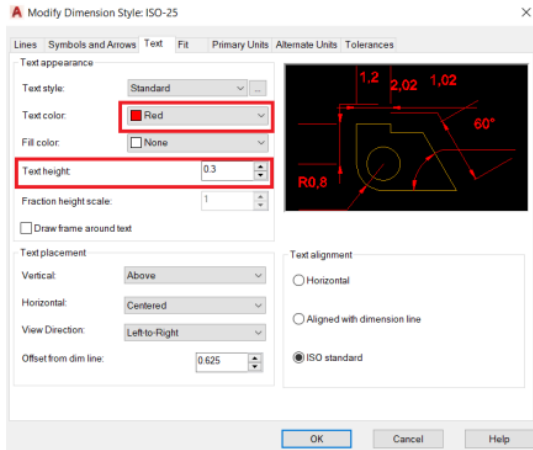 Modify Dimension Style: ISO-25
Lines Symbols and Arrows Text Fit Primary Units Alternate Units Tolerances
Text appearance
Text style: Standard ...
Text color: Red
Fill color: None
Text height: 0.3
Fraction height scale: 1
Draw frame around text
1,2 2,02 1,02
60°
R0,8
Text placement
Vertical: Above
Horizontal: Centered
View Direction: Left-to-Right
Offset from dim line: 0.625
Text alignment
Horizontal
Aligned with dimension line
ISO standard
OK Cancel Help